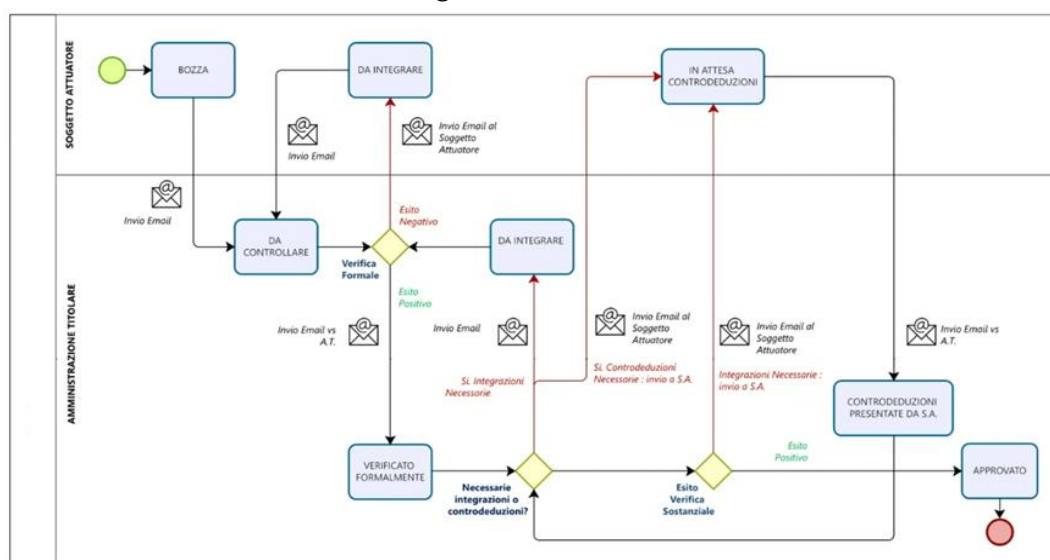 SOGGETTO ATTUATORE
BOZZA
DA INTEGRARE
IN ATTESA
CONTRODEDUZIONI
Invio Email
Invio Email al
Soggetto
Attuatore
Invio Email
AMMINISTRAZIONE TITOLARE
DA
CONTROLLARE
Esito
Negativo
Verifica
Formale
DA INTEGRARE
Esito
Positivo
Invio Email vs
A.T.
Invio Email
Invio Email al
Soggetto
Attuatore
Invio Email al
Soggetto
Attuatore
Invio Email vs
A.T.
Si. Integrazioni
Necessarie
Si. Controdeduzioni
Necessarie : invio a S.A.
Integrazioni Necessarie :
invio a S.A.
CONTRODEDUZIONI
PRESENTATE DA S.A.
VERIFICATO
FORMALMENTE
Necessarie
integrazioni o
controdeduzioni?
Esito
Verifica
Sostanziale
Esito
Positivo
APPROVATO